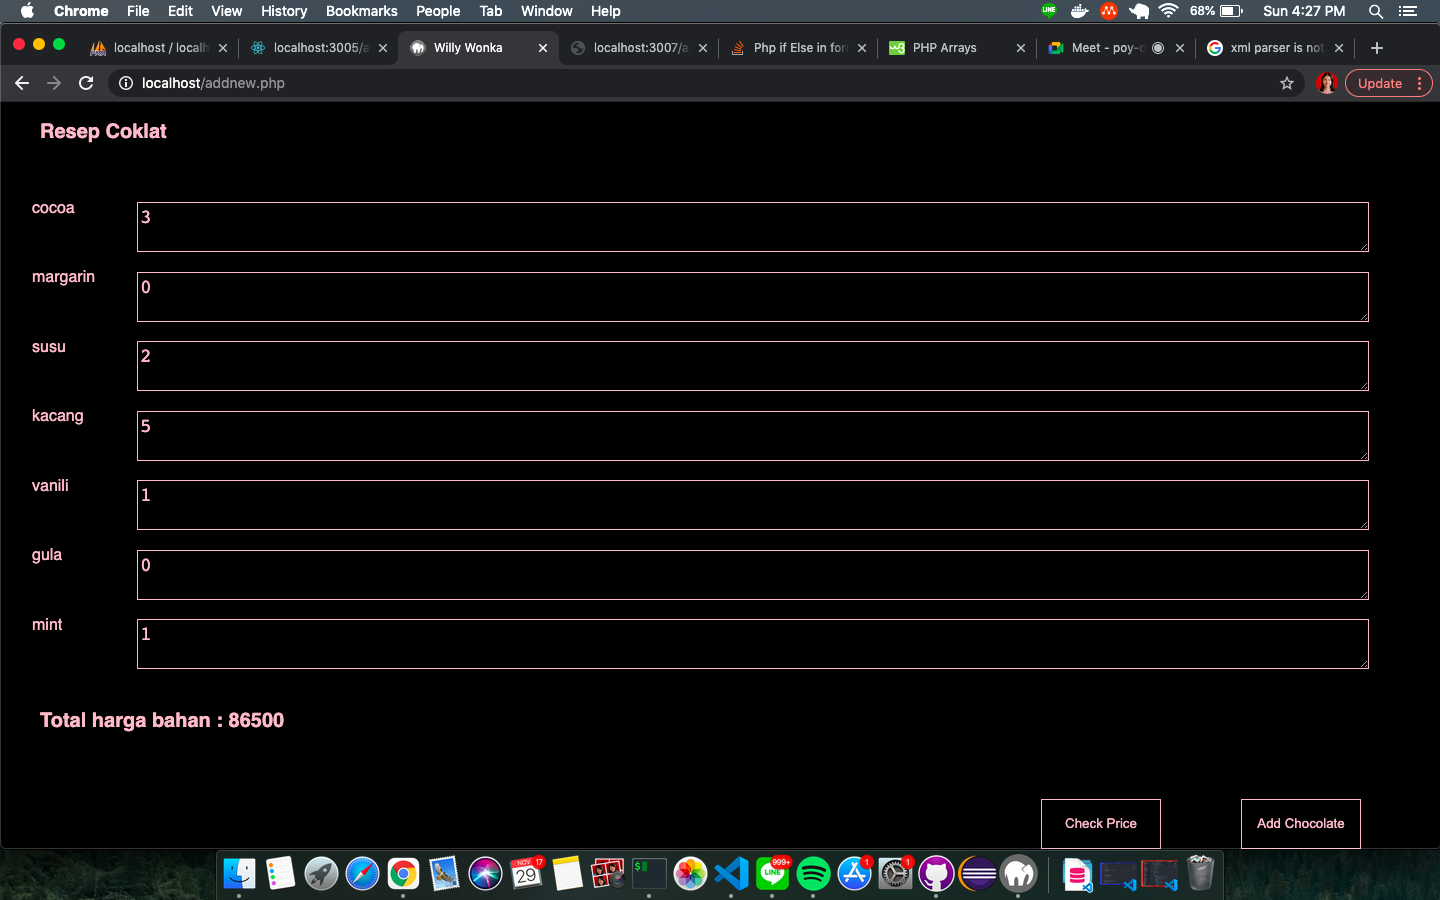 Chrome File Edit View History Bookmarks People Tab Window Help 68% Sun 4:27 PM
localhost / localh localhost:3005/a Willy Wonka localhost:3007/a Php if Else in for PHP Arrays Meet - poy- xml parser is not
localhost/addnew.php Update
Resep Coklat
cocoa 3
margarin 0
susu 2
kacang 5
vanili 1
gula 0
mint 1
Total harga bahan : 86500
Check Price Add Chocolate
NOV 17 29 999+ 1 1